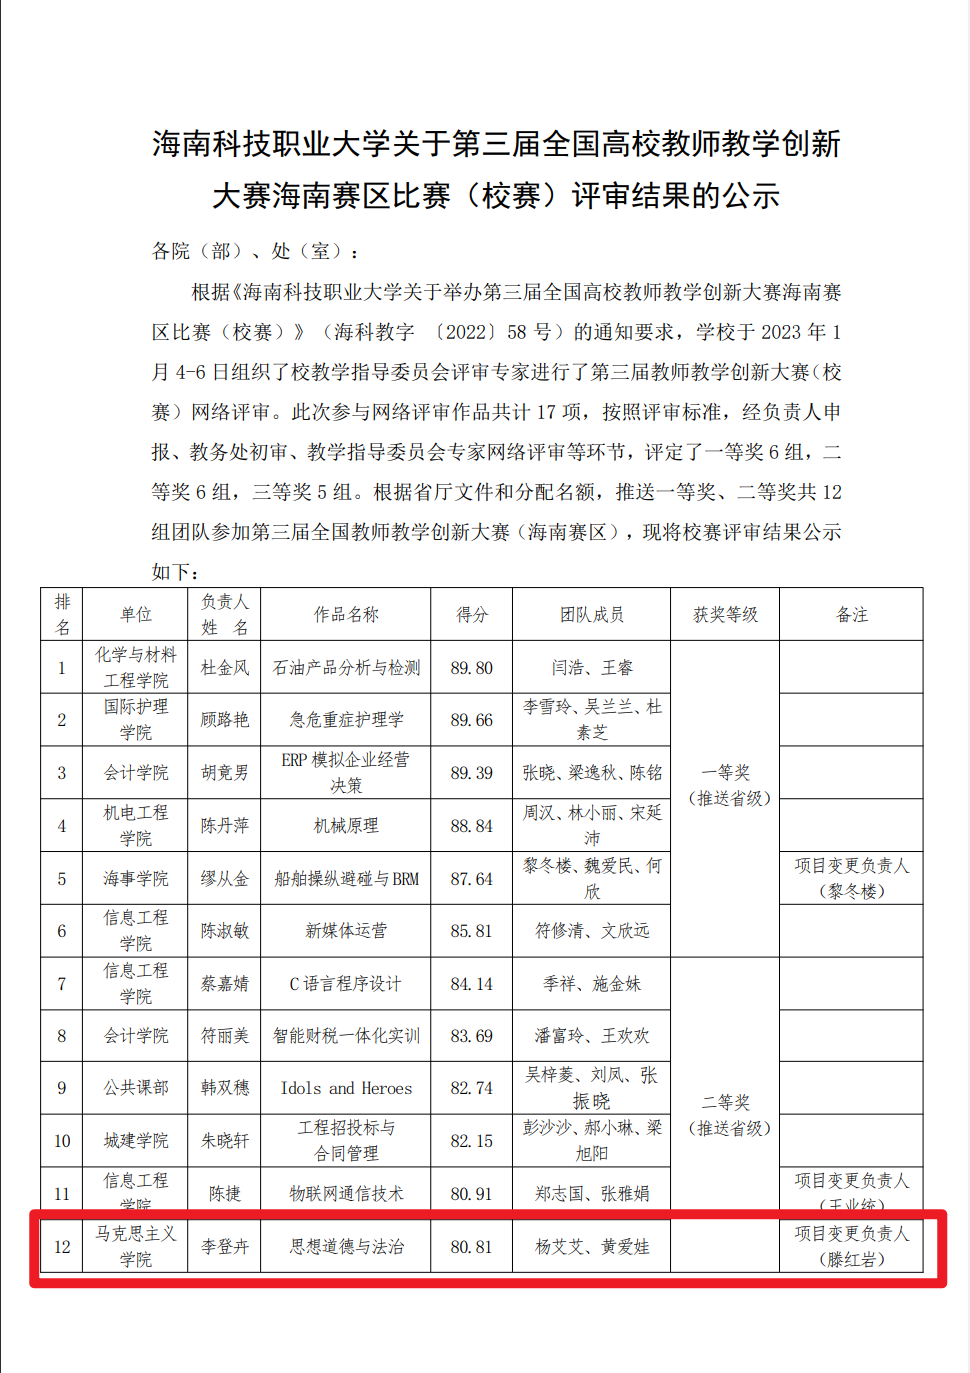 海南科技职业大学关于第三届全国高校教师教学创新
大赛海南赛区比赛（校赛）评审结果的公示
各院（部）、处（室）：
根据《海南科技职业大学关于举办第三届全国高校教师教学创新大赛海南赛
区比赛（校赛）》（海科教字 〔2022〕58 号）的通知要求，学校于 2023 年 1
月 4-6 日组织了校教学指导委员会评审专家进行了第三届教师教学创新大赛（校
赛）网络评审。此次参与网络评审作品共计 17 项，按照评审标准，经负责人申
报、教务处初审、教学指导委员会专家网络评审等环节，评定了一等奖 6 组，二
等奖 6 组，三等奖 5 组。根据省厅文件和分配名额，推送一等奖、二等奖共 12
组团队参加第三届全国教师教学创新大赛（海南赛区），现将校赛评审结果公示
如下：
排名 单位 负责人姓 名 作品名称 得分 团队成员 获奖等级 备注
1 化学与材料工程学院 杜金风 石油产品分析与检测 89.80 闫浩、王睿
2 国际护理学院 顾路艳 急危重症护理学 89.66 李雪玲、吴兰兰、杜素芝
3 会计学院 胡竟男 ERP 模拟企业经营决策 89.39 张晓、梁逸秋、陈铭 一等奖（推送省级）
4 机电工程学院 陈丹萍 机械原理 88.84 周汉、林小丽、宋延沛
5 海事学院 缪从金 船舶操纵避碰与 BRM 87.64 黎冬楼、魏爱民、何欣 项目变更负责人（黎冬楼）
6 信息工程学院 陈淑敏 新媒体运营 85.81 符修清、文欣远
7 信息工程学院 蔡嘉婧 C 语言程序设计 84.14 季祥、施金妹
8 会计学院 符丽美 智能财税一体化实训 83.69 潘富玲、王欢欢
9 公共课部 韩双穗 Idols and Heroes 82.74 吴梓菱、刘凤、张振晓
10 城建学院 朱晓轩 工程招投标与合同管理 82.15 彭沙沙、郝小琳、梁旭阳 二等奖（推送省级）
11 信息工程学院 陈捷 物联网通信技术 80.91 郑志国、张雅娟 项目变更负责人（王业统）
12 马克思主义学院 李登卉 思想道德与法治 80.81 杨艾艾、黄爱娃 项目变更负责人（滕红岩）